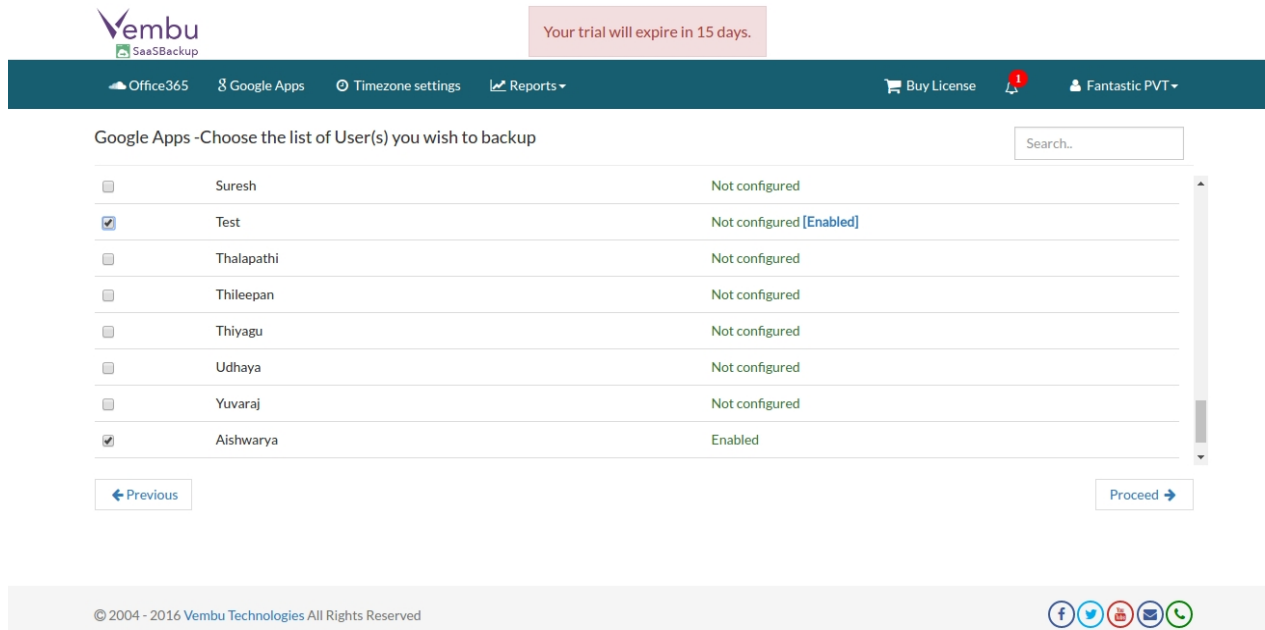 Vembu
SaaSBackup
Your trial will expire in 15 days.
Office365 Google Apps Timezone settings Reports Buy License 1 Fantastic PVT
Google Apps -Choose the list of User(s) you wish to backup
Search..
Suresh Not configured
Test Not configured [Enabled]
Thalapathi Not configured
Thileepan Not configured
Thiyagu Not configured
Udhaya Not configured
Yuvaraj Not configured
Aishwarya Enabled
Previous Proceed
© 2004 - 2016 Vembu Technologies All Rights Reserved